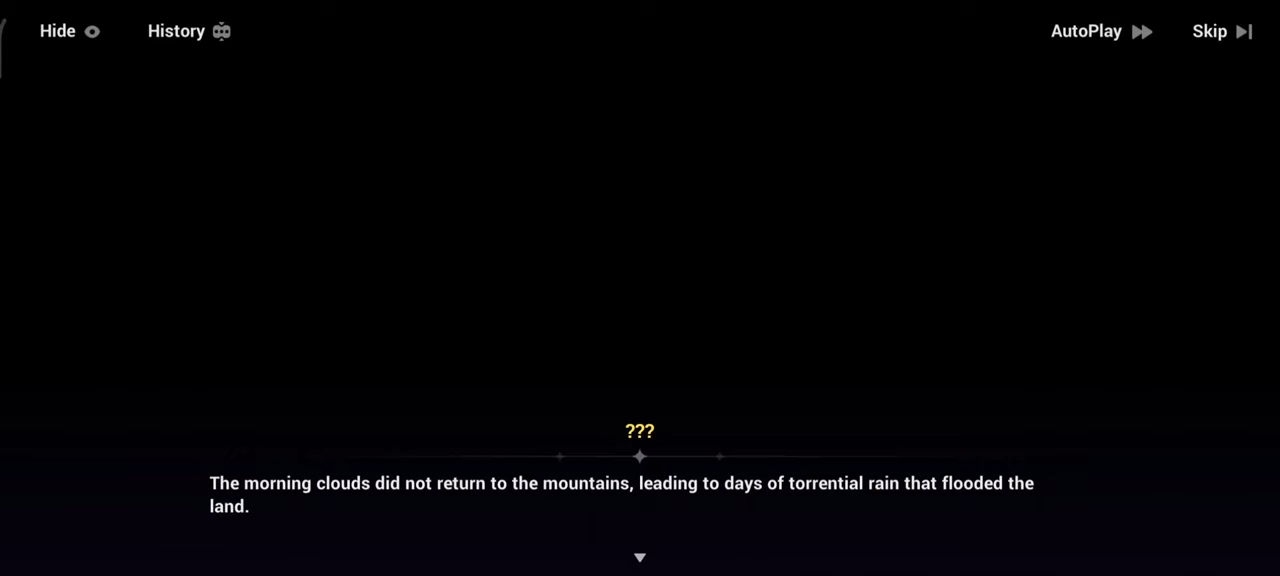 Hide
History
AutoPlay
Skip
???
The morning clouds did not return to the mountains, leading to days of torrential rain that flooded the
land.